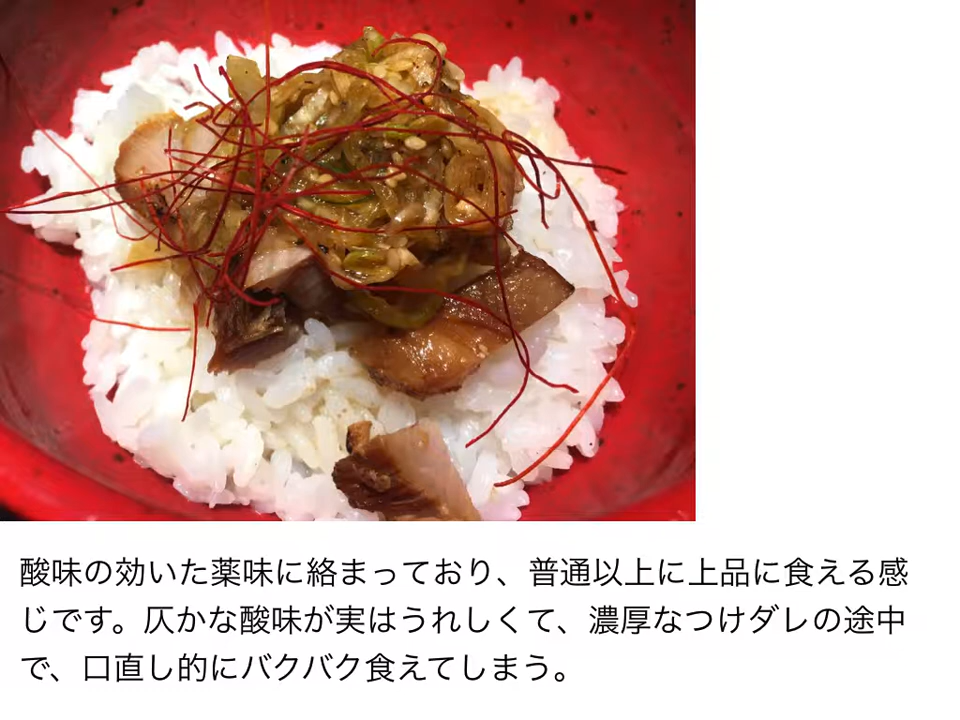 酸味の効いた薬味に絡まっており、普通以上に上品に食える感
じです。仄かな酸味が実はうれしくて、濃厚なつけダレの途中
で、口直し的にバクバク食えてしまう。